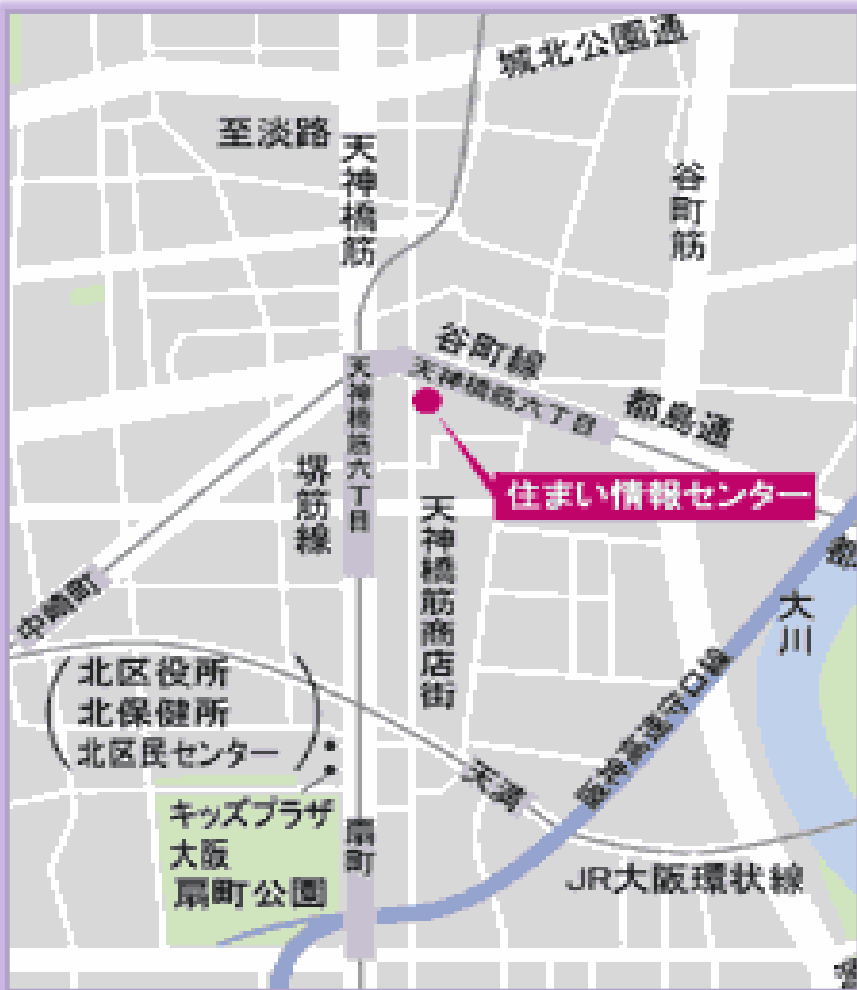 城北公園通
至淡路
天神橋筋
谷町筋
谷町線
天神橋筋六丁目
都島通
天神橋筋六丁目
堺筋線
住まい情報センター
天神橋筋商店街
中崎町
大川
北区役所
北保健所
北区民センター
阪神高速守口線
天満
キッズプラザ
大阪
扇町公園
扇町
JR大阪環状線